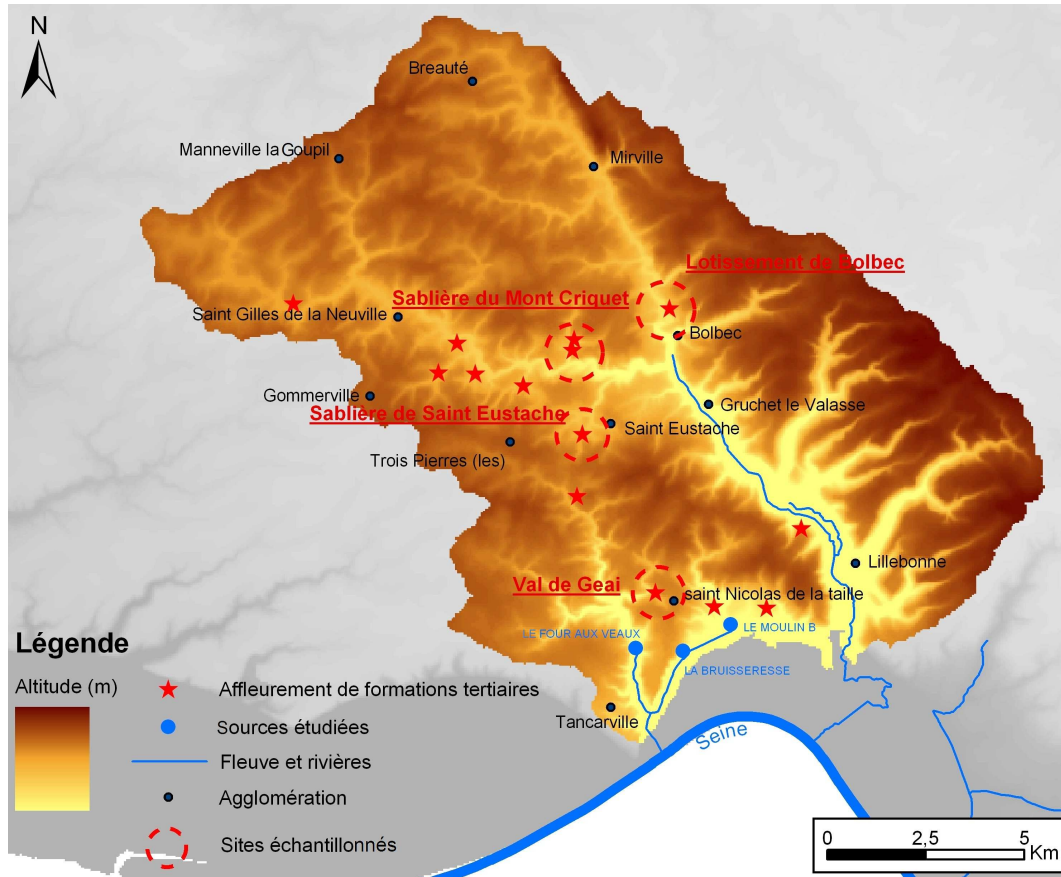 N
Breauté
Manneville la Goupil
Mirville
Lotissement de Bolbec
Sablière du Mont Criquet
Saint Gilles de la Neuville
Bolbec
Gommerville
Gruchet le Valasse
Sablière de Saint Eustache
Saint Eustache
Trois Pierres (les)
Lillebonne
Val de Geai
saint Nicolas de la taille
LE FOUR AUX VEAUX
LE MOULIN B
LA BRUISSERESSE
Tancarville
Seine
Légende
Altitude (m)
Affleurement de formations tertiaires
Sources étudiées
Fleuve et rivières
Agglomération
Sites échantillonnés
0 2,5 5
Km